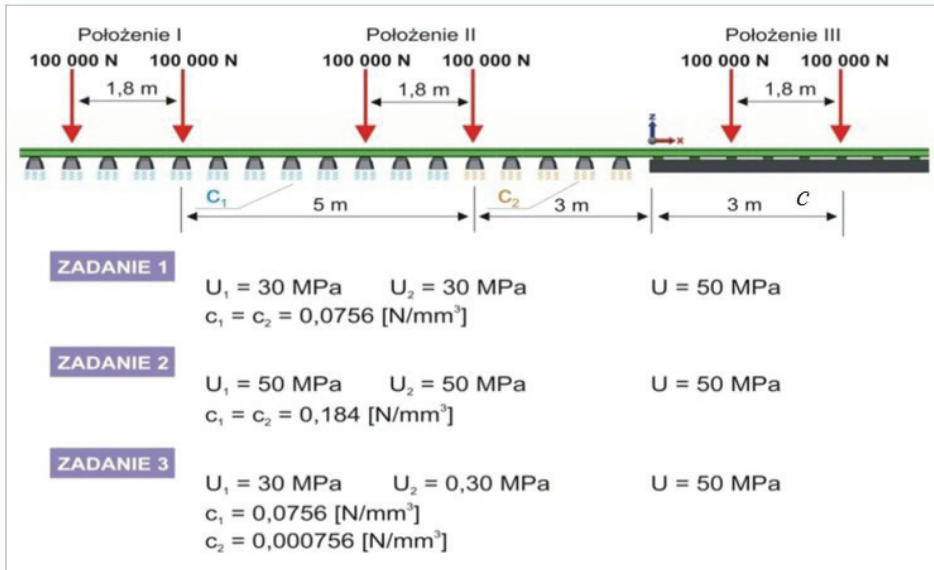 Położenie I Położenie II Położenie III
100 000 N 100 000 N 100 000 N 100 000 N 100 000 N 100 000 N
1,8 m 1,8 m 1,8 m
z
x
C₁ C₂ c
5 m 3 m 3 m
ZADANIE 1
U₁ = 30 MPa U₂ = 30 MPa U = 50 MPa
c₁ = c₂ = 0,0756 [N/mm³]
ZADANIE 2
U₁ = 50 MPa U₂ = 50 MPa U = 50 MPa
c₁ = c₂ = 0,184 [N/mm³]
ZADANIE 3
U₁ = 30 MPa U₂ = 0,30 MPa U = 50 MPa
c₁ = 0,0756 [N/mm³]
c₂ = 0,000756 [N/mm³]